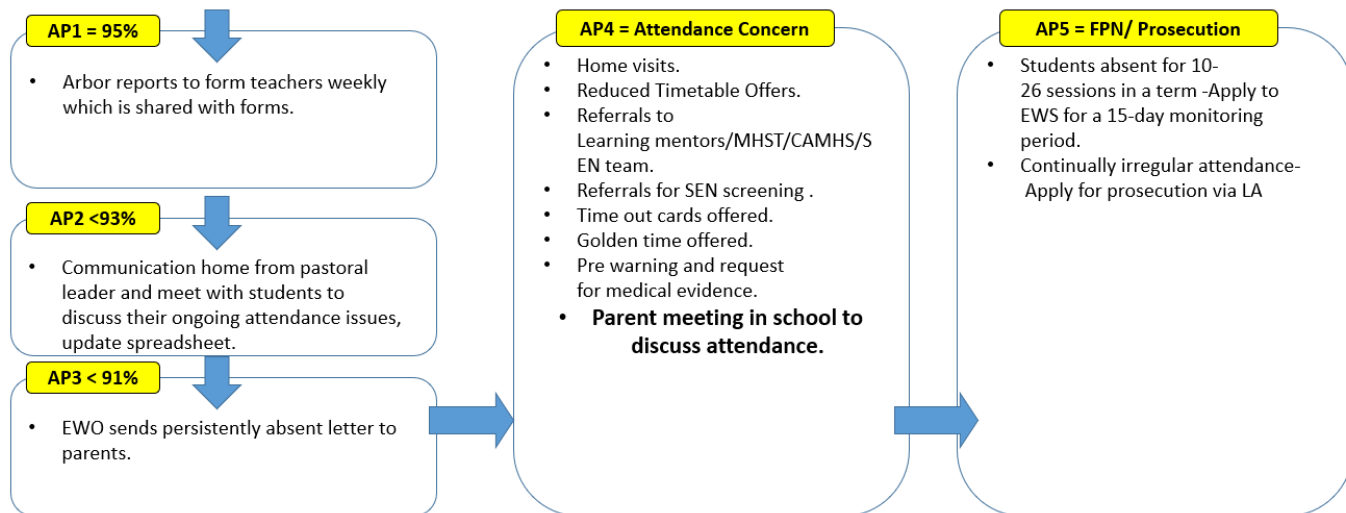 AP1 = 95%
• Arbor reports to form teachers weekly
which is shared with forms.
AP2 <93%
• Communication home from pastoral
leader and meet with students to
discuss their ongoing attendance issues,
update spreadsheet.
AP3 < 91%
• EWO sends persistently absent letter to
parents.
AP4 = Attendance Concern
• Home visits.
• Reduced Timetable Offers.
• Referrals to
Learning mentors/MHST/CAMHS/S
EN team.
• Referrals for SEN screening .
• Time out cards offered.
• Golden time offered.
• Pre warning and request
for medical evidence.
• Parent meeting in school to
discuss attendance.
AP5 = FPN/ Prosecution
• Students absent for 10-
26 sessions in a term -Apply to
EWS for a 15-day monitoring
period.
• Continually irregular attendance-
Apply for prosecution via LA